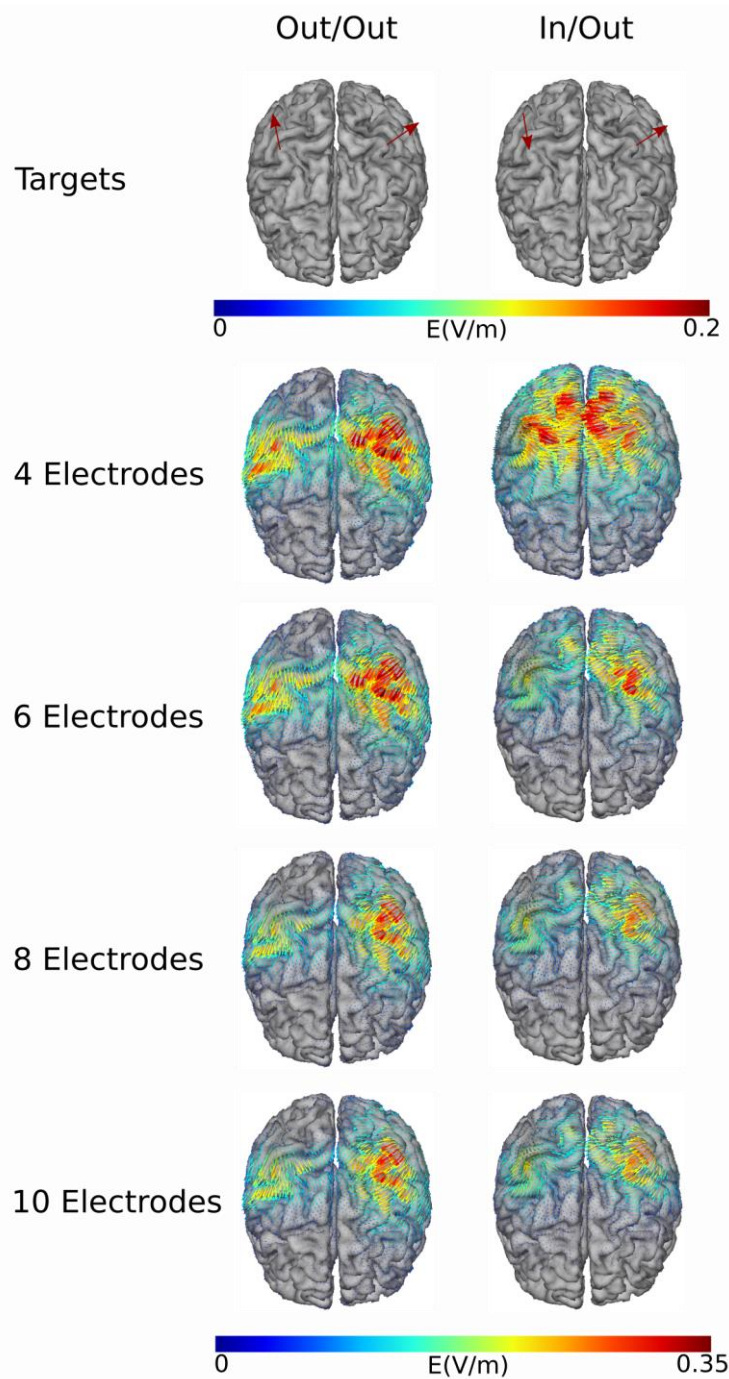 Out/Out In/Out
Targets
0 E(V/m) 0.2
4 Electrodes
6 Electrodes
8 Electrodes
10 Electrodes
0 E(V/m) 0.35